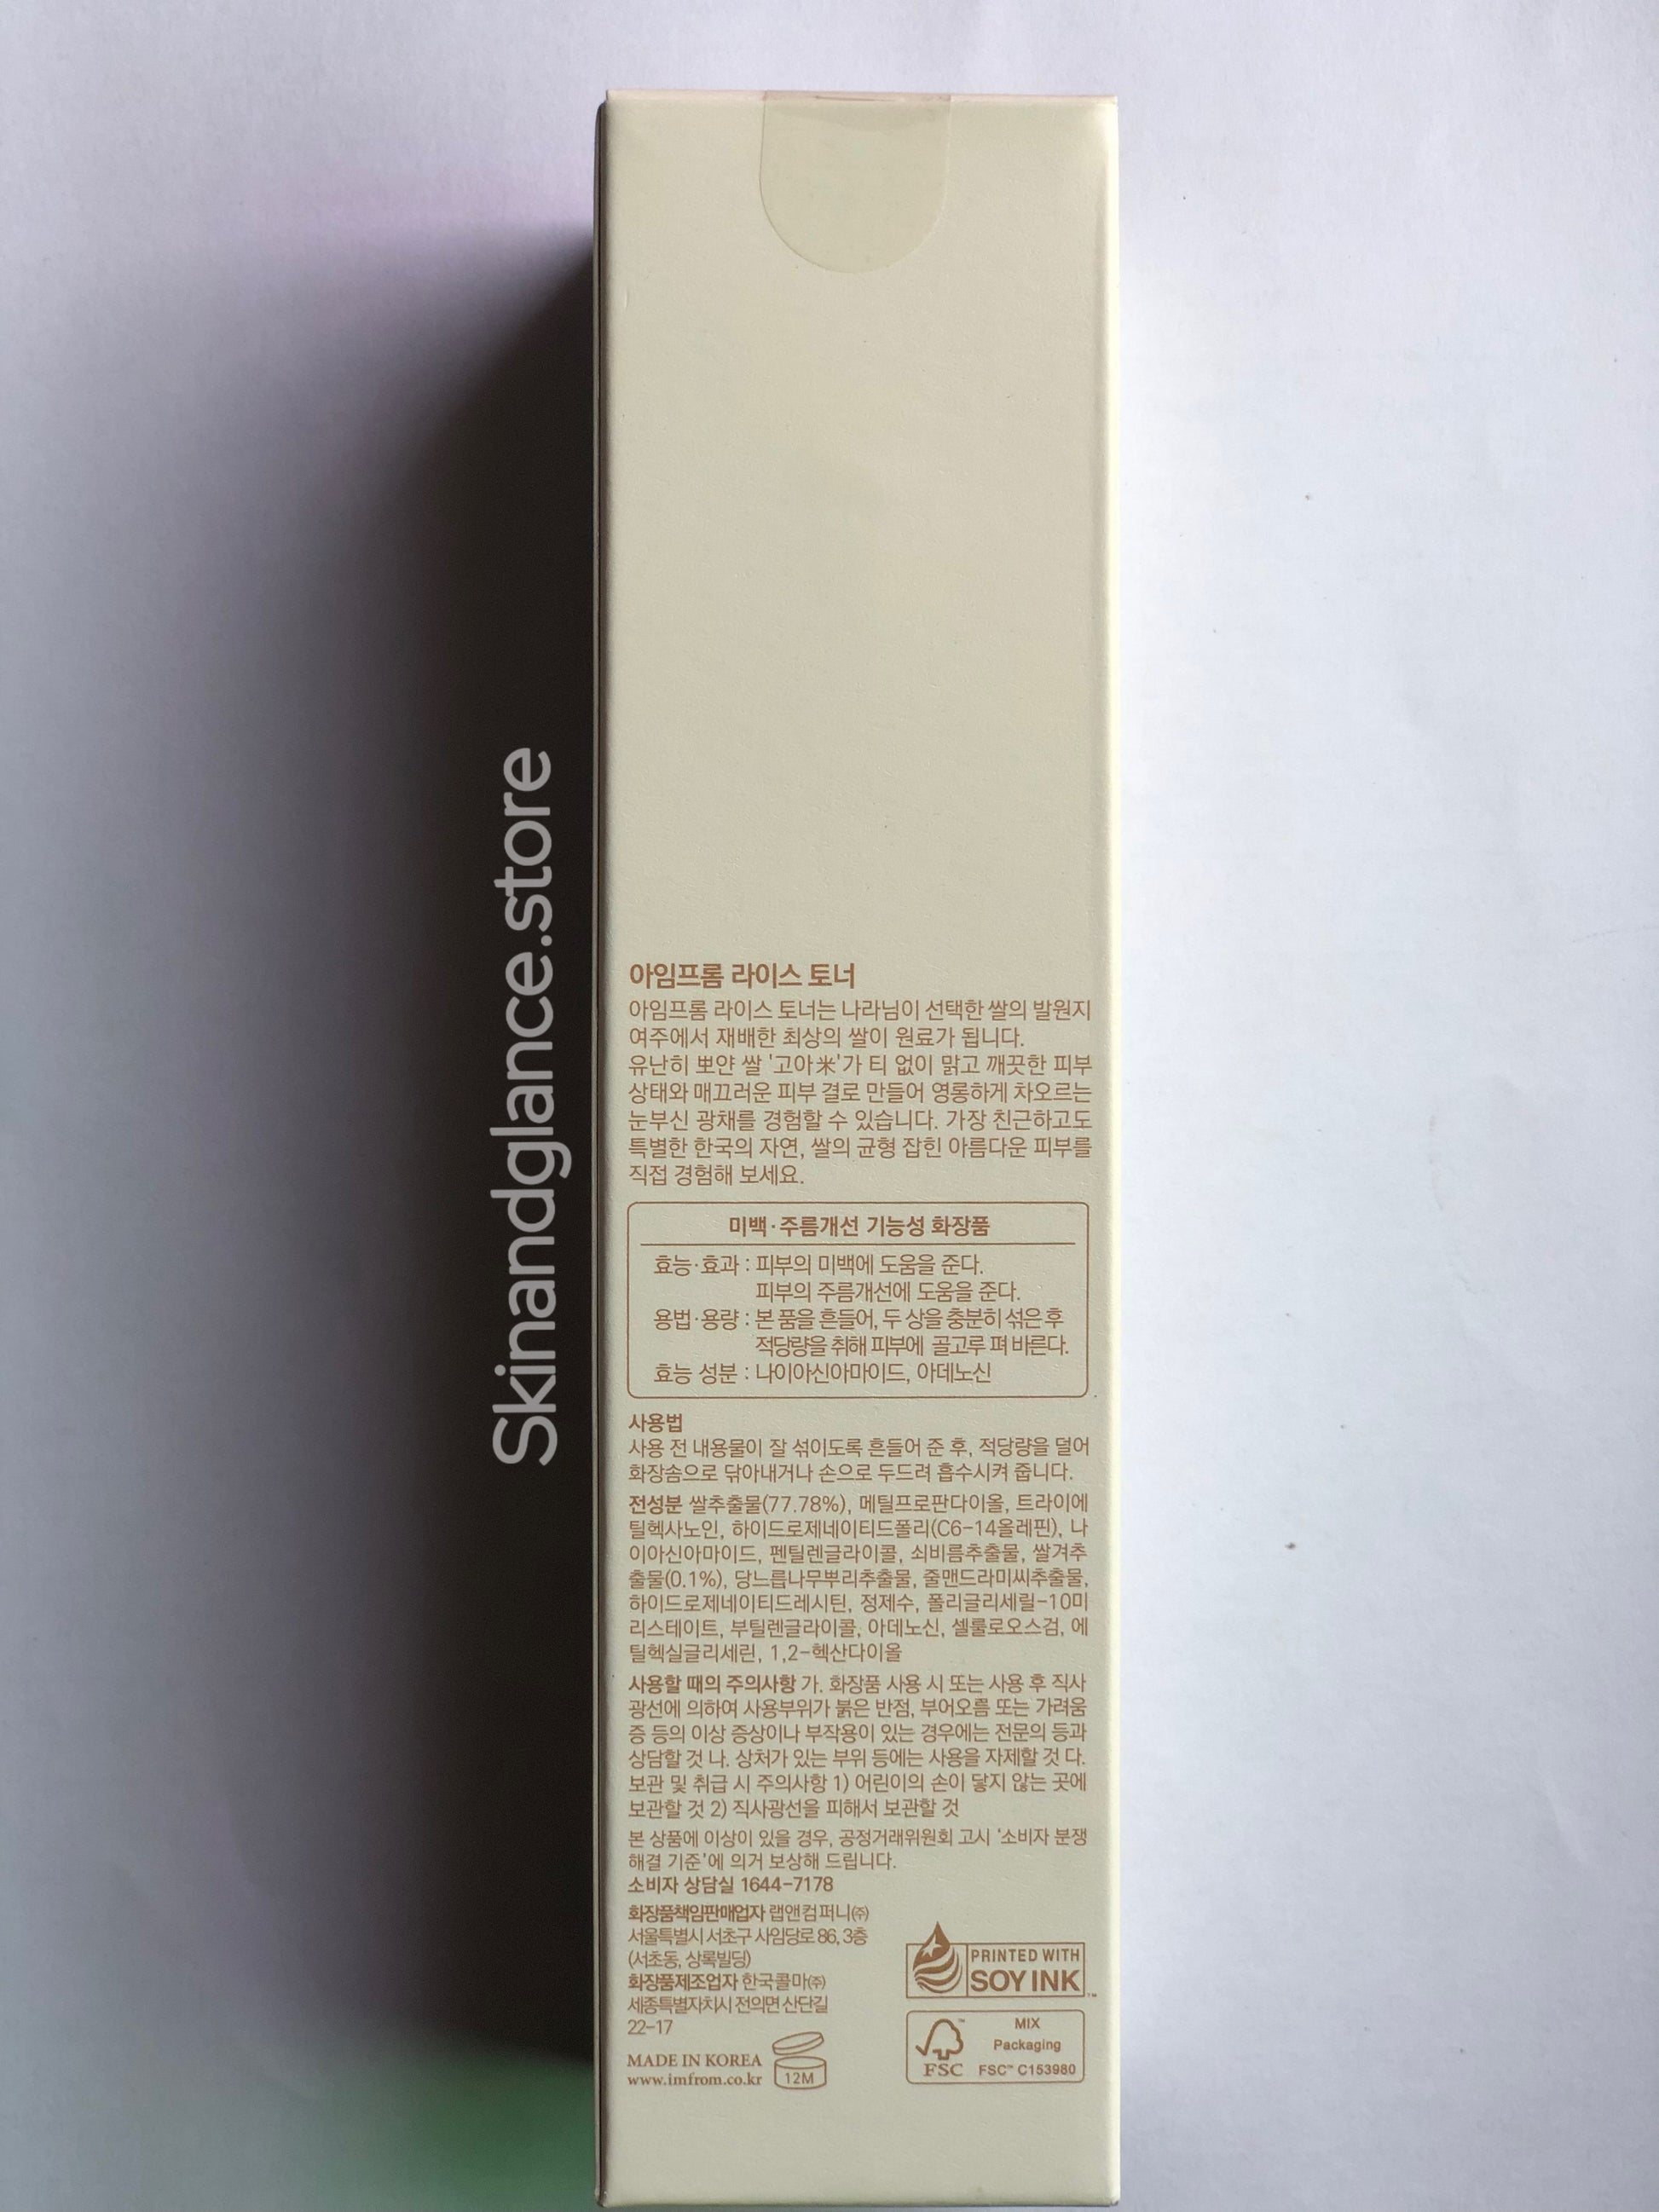 Skinandglance.store
아임프롬 라이스 토너
아임프롬 라이스 토너는 나라님이 선택한 쌀의 발원지
여주에서 재배한 최상의 쌀이 원료가 됩니다.
유난히 뽀얀 쌀 '고아米'가 티 없이 맑고 깨끗한 피부
상태와 매끄러운 피부 결로 만들어 영롱하게 차오르는
눈부신 광채를 경험할 수 있습니다. 가장 친근하고도
특별한 한국의 자연, 쌀의 균형 잡힌 아름다운 피부를
직접 경험해 보세요.
미백·주름개선 기능성 화장품
효능·효과 : 피부의 미백에 도움을 준다.
피부의 주름개선에 도움을 준다.
용법·용량 : 본 품을 흔들어, 두 상을 충분히 섞은 후
적당량을 취해 피부에 골고루 펴 바른다.
효능 성분 : 나이아신아마이드, 아데노신
사용법
사용 전 내용물이 잘 섞이도록 흔들어 준 후, 적당량을 덜어
화장솜으로 닦아내거나 손으로 두드려 흡수시켜 줍니다.
전성분 쌀추출물(77.78%), 메틸프로판다이올, 트라이에
틸헥사노인, 하이드로제네이티드폴리(C6-14올레핀), 나
이아신아마이드, 펜틸렌글라이콜, 쇠비름추출물, 쌀겨추
출물(0.1%), 당느릅나무뿌리추출물, 줄맨드라미씨추출물,
하이드로제네이티드레시틴, 정제수, 폴리글리세릴-10미
리스테이트, 부틸렌글라이콜, 아데노신, 셀룰로오스검, 에
틸헥실글리세린, 1,2-헥산다이올
사용할 때의 주의사항 가. 화장품 사용 시 또는 사용 후 직사
광선에 의하여 사용부위가 붉은 반점, 부어오름 또는 가려움
증 등의 이상 증상이나 부작용이 있는 경우에는 전문의 등과
상담할 것 나. 상처가 있는 부위 등에는 사용을 자제할 것 다.
보관 및 취급 시 주의사항 1) 어린이의 손이 닿지 않는 곳에
보관할 것 2) 직사광선을 피해서 보관할 것
본 상품에 이상이 있을 경우, 공정거래위원회 고시 '소비자 분쟁
해결 기준'에 의거 보상해 드립니다.
소비자 상담실 1644-7178
화장품책임판매업자 랩앤컴퍼니㈜
서울특별시 서초구 사임당로 86, 3층
(서초동, 상록빌딩)
화장품제조업자 한국콜마㈜
세종특별자치시 전의면 산단길
22-17
MADE IN KOREA
www.imfrom.co.kr
12M
PRINTED WITH
SOY INK™
FSC™
MIX
Packaging
FSC™ C153980